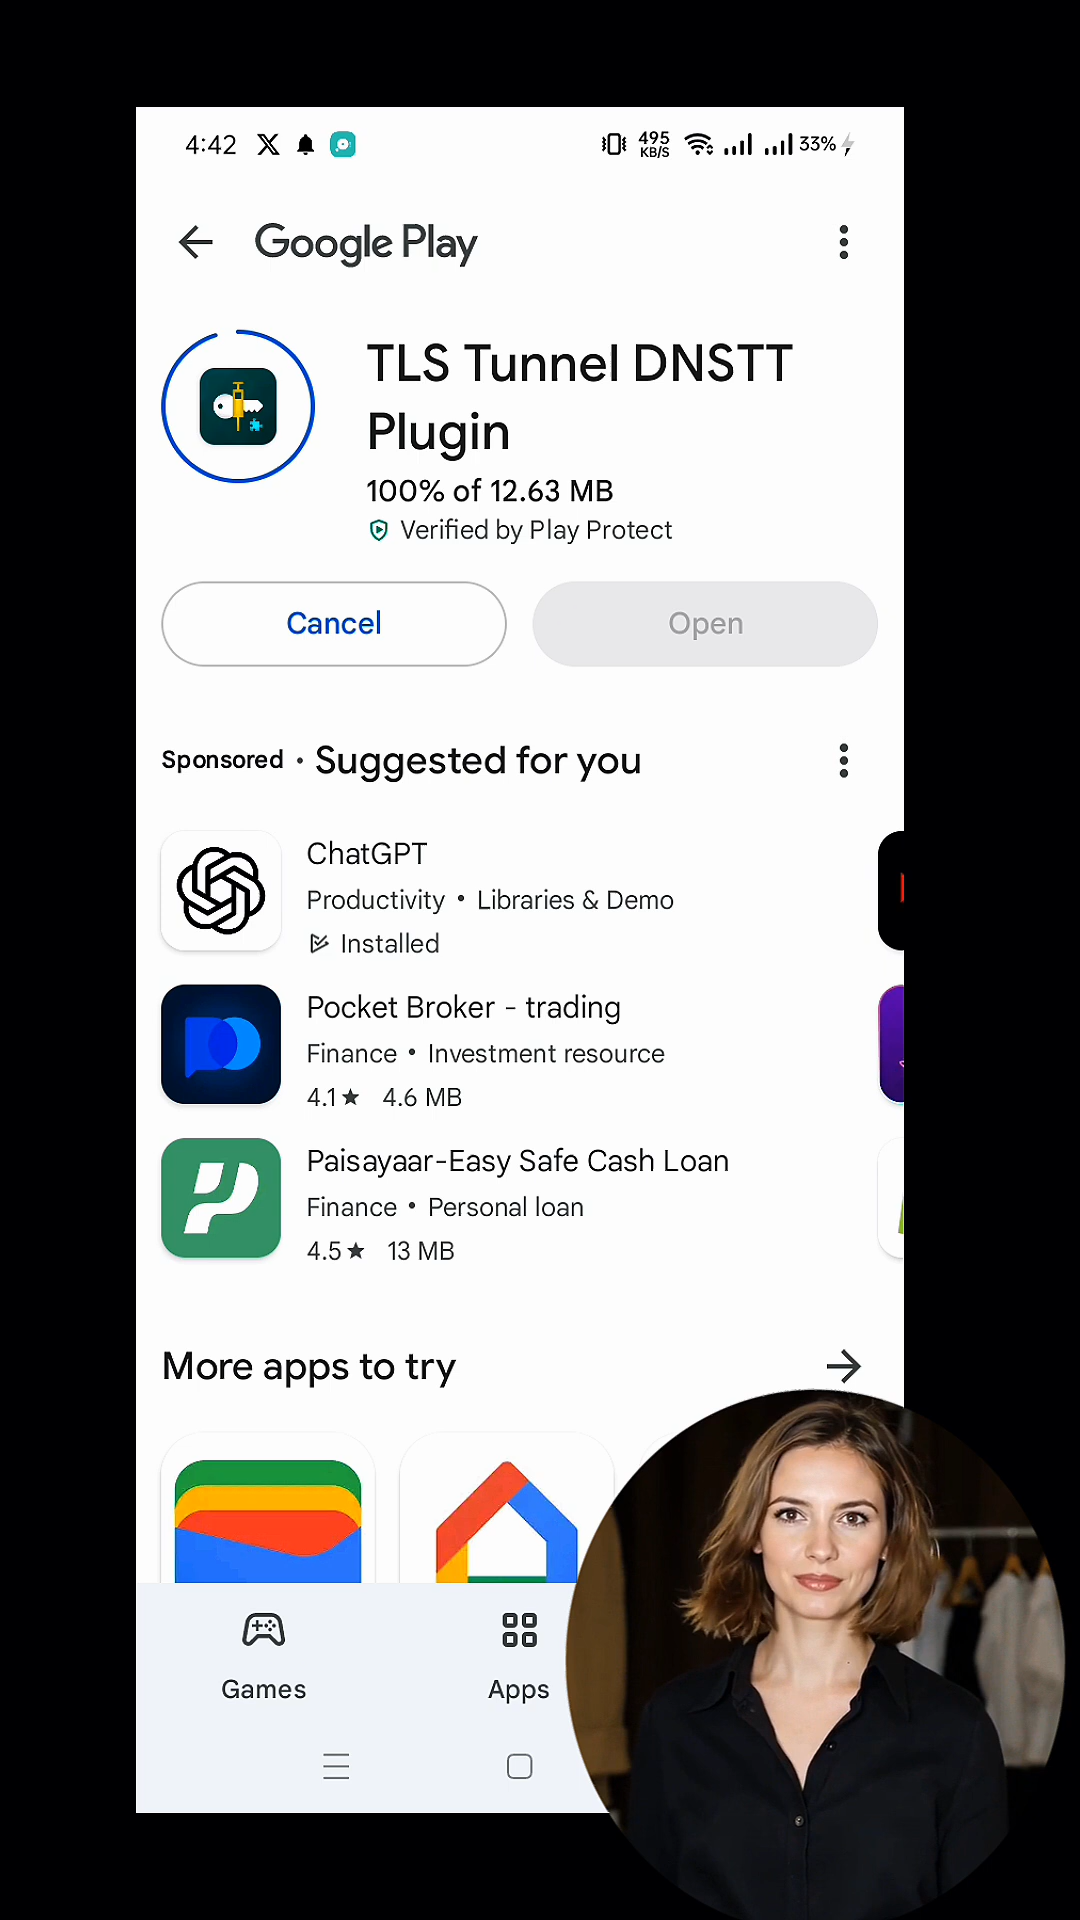 4:42 495 KB/S 33%
Google Play
TLS Tunnel DNSTT
Plugin
100% of 12.63 MB
Verified by Play Protect
Cancel Open
Sponsored • Suggested for you
ChatGPT
Productivity • Libraries & Demo
Installed
Pocket Broker - trading
Finance • Investment resource
4.1★ 4.6 MB
Paisayaar-Easy Safe Cash Loan
Finance • Personal loan
4.5★ 13 MB
More apps to try
Games Apps